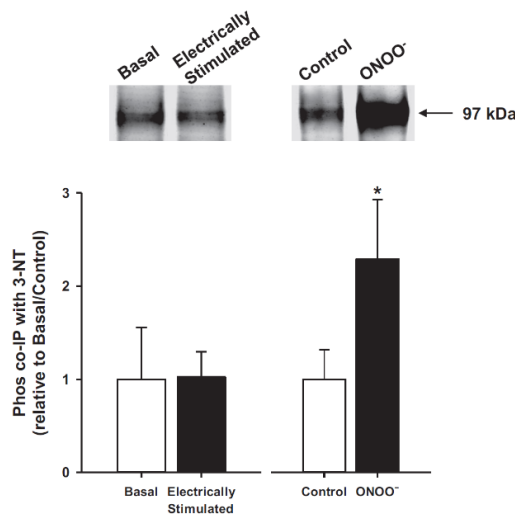 Basal
Electrically
Stimulated
Control
ONOO⁻
97 kDa
Phos co-IP with 3-NT
(relative to Basal/Control)
3
2
1
0
*
Basal
Electrically
Stimulated
Control
ONOO⁻